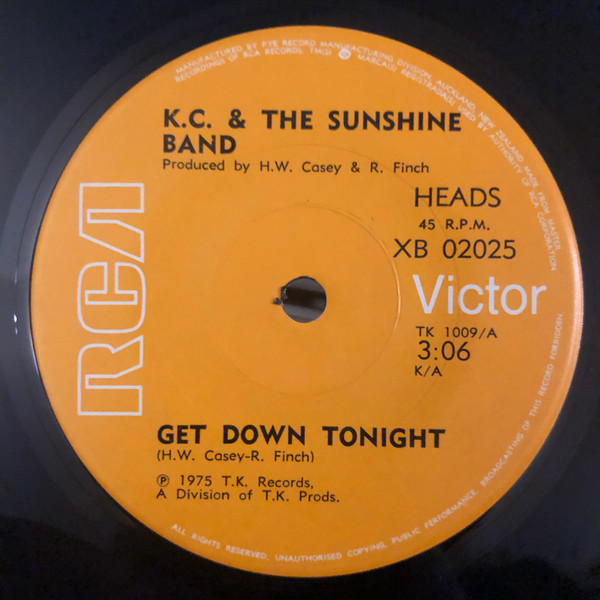 MANUFACTURED BY PYE RECORD MANUFACTURING DIVISION, AUCKLAND, NEW ZEALAND MADE FROM MASTER
RECORDINGS OF RCA RECORDS. TM(S) MARCA(S) REGISTRADA(S) USED BY AUTHORITY OF RCA CORPORATION
K.C. & THE SUNSHINE
BAND
Produced by H.W. Casey & R. Finch
HEADS
45 R.P.M.
XB 02025
RCA
Victor
TK 1009/A
3:06
K/A
GET DOWN TONIGHT
(H.W. Casey-R. Finch)
℗ 1975 T.K. Records,
A Division of T.K. Prods.
ALL RIGHTS RESERVED. UNAUTHORISED COPYING, PUBLIC PERFORMANCE, BROADCASTING OF THIS RECORD FORBIDDEN